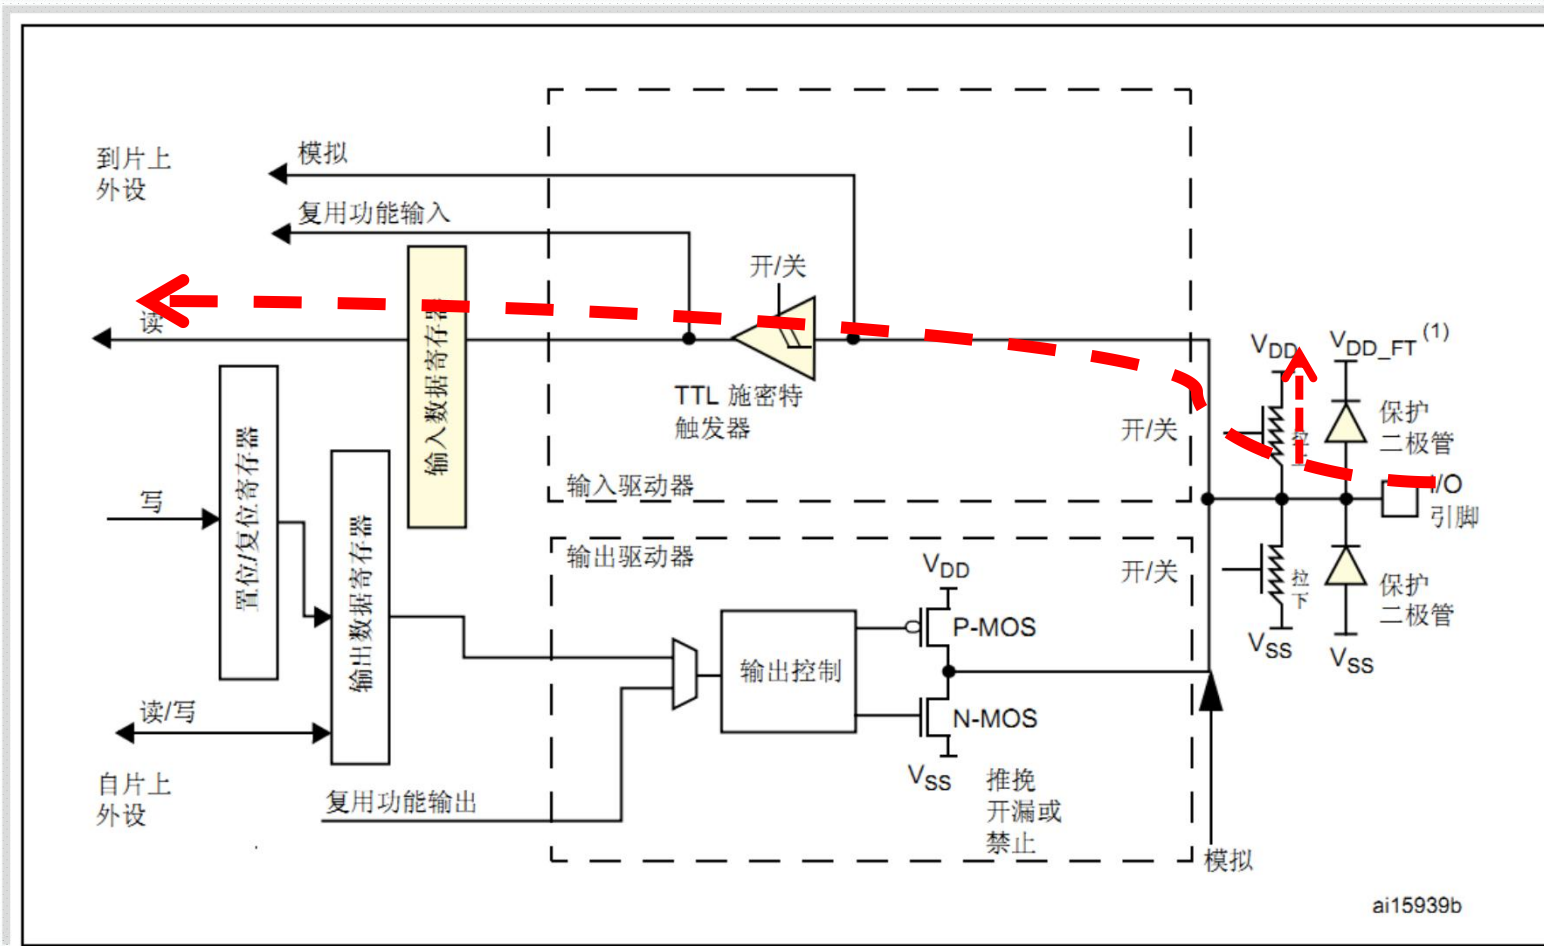 到片上
外设
模拟
复用功能输入
开/关
读
输入数据寄存器
TTL 施密特
触发器
VDD
VDD_FT (1)
保护
二极管
开/关
上
I/O
引脚
输入驱动器
写
置位/复位寄存器
输出数据寄存器
输出驱动器
VDD
开/关
拉
下
保护
二极管
VSS
VSS
P-MOS
输出控制
N-MOS
VSS
读/写
自片上
外设
复用功能输出
推挽
开漏或
禁止
模拟
ai15939b